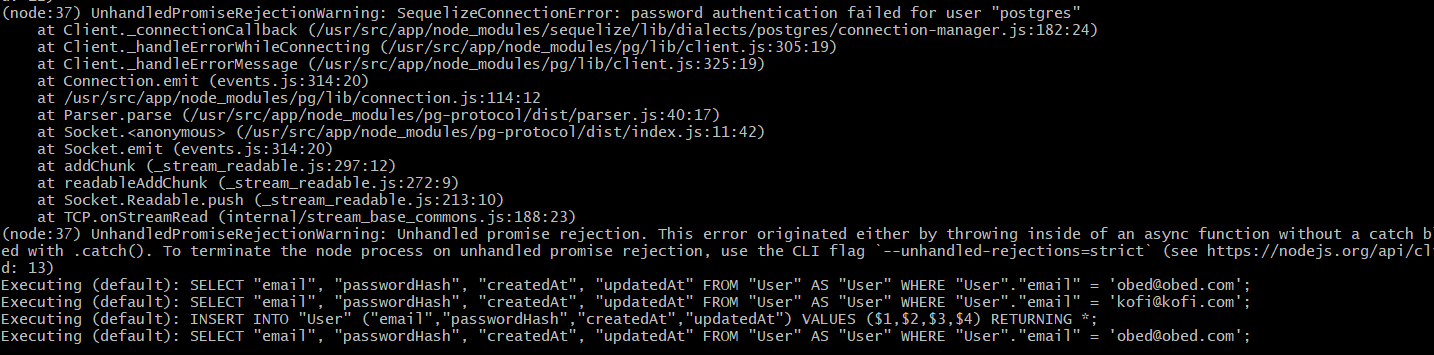 (node:37) UnhandledPromiseRejectionWarning: SequelizeConnectionError: password authentication failed for user "postgres"
    at Client._connectionCallback (/usr/src/app/node_modules/sequelize/lib/dialects/postgres/connection-manager.js:182:24)
    at Client._handleErrorWhileConnecting (/usr/src/app/node_modules/pg/lib/client.js:305:19)
    at Client._handleErrorMessage (/usr/src/app/node_modules/pg/lib/client.js:325:19)
    at Connection.emit (events.js:314:20)
    at /usr/src/app/node_modules/pg/lib/connection.js:114:12
    at Parser.parse (/usr/src/app/node_modules/pg-protocol/dist/parser.js:40:17)
    at Socket.<anonymous> (/usr/src/app/node_modules/pg-protocol/dist/index.js:11:42)
    at Socket.emit (events.js:314:20)
    at addChunk (_stream_readable.js:297:12)
    at readableAddChunk (_stream_readable.js:272:9)
    at Socket.Readable.push (_stream_readable.js:213:10)
    at TCP.onStreamRead (internal/stream_base_commons.js:188:23)
(node:37) UnhandledPromiseRejectionWarning: Unhandled promise rejection. This error originated either by throwing inside of an async function without a catch bl
ed with .catch(). To terminate the node process on unhandled promise rejection, use the CLI flag `--unhandled-rejections=strict` (see https://nodejs.org/api/cli
d: 13)
Executing (default): SELECT "email", "passwordHash", "createdAt", "updatedAt" FROM "User" AS "User" WHERE "User"."email" = 'obed@obed.com';
Executing (default): SELECT "email", "passwordHash", "createdAt", "updatedAt" FROM "User" AS "User" WHERE "User"."email" = 'kofi@kofi.com';
Executing (default): INSERT INTO "User" ("email","passwordHash","createdAt","updatedAt") VALUES ($1,$2,$3,$4) RETURNING *;
Executing (default): SELECT "email", "passwordHash", "createdAt", "updatedAt" FROM "User" AS "User" WHERE "User"."email" = 'obed@obed.com';